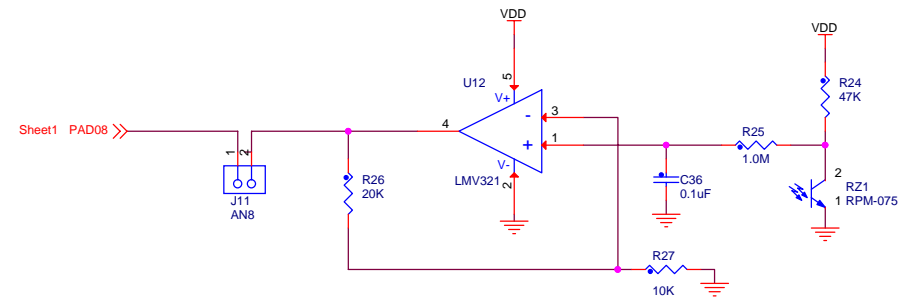 VDD
VDD
U12
5
V+
R24
47K
Sheet1 PAD08
4
-
3
+
1
R25
1.0M
1
2
V-
LMV321
2
C36
0.1uF
2
1
RZ1
RPM-075
J11
AN8
R26
20K
R27
10K